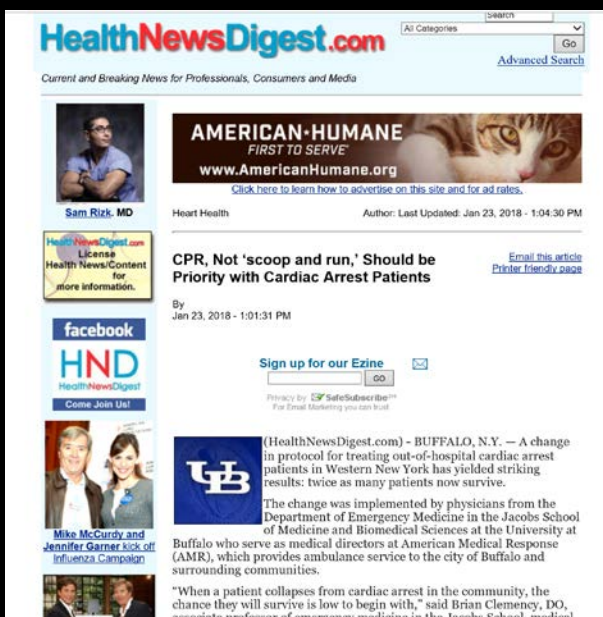 Search
HealthNewsDigest.com
All Categories
Go
Advanced Search
Current and Breaking News for Professionals, Consumers and Media
AMERICAN•HUMANE
FIRST TO SERVE®
www.AmericanHumane.org
Click here to learn how to advertise on this site and for ad rates.
Sam Rizk, MD
Heart Health
Author: Last Updated: Jan 23, 2018 - 1:04:30 PM
HealthNewsDigest.com
License
Health News/Content
for
more information.
CPR, Not ‘scoop and run,’ Should be
Priority with Cardiac Arrest Patients
Email this article
Printer friendly page
By
Jan 23, 2018 - 1:01:31 PM
facebook
HND
HealthNewsDigest
Come Join Us!
Sign up for our Ezine
GO
Privacy by SafeSubscribe
For Email Marketing you can trust
UB
(HealthNewsDigest.com) - BUFFALO, N.Y. — A change
in protocol for treating out-of-hospital cardiac arrest
patients in Western New York has yielded striking
results: twice as many patients now survive.
The change was implemented by physicians from the
Department of Emergency Medicine in the Jacobs School
of Medicine and Biomedical Sciences at the University at
Buffalo who serve as medical directors at American Medical Response
(AMR), which provides ambulance service to the city of Buffalo and
surrounding communities.
Mike McCurdy and
Jennifer Garner kick off
Influenza Campaign
"When a patient collapses from cardiac arrest in the community, the
chance they will survive is low to begin with," said Brian Clemency, DO,
associate professor of emergency medicine in the Jacobs School, medical